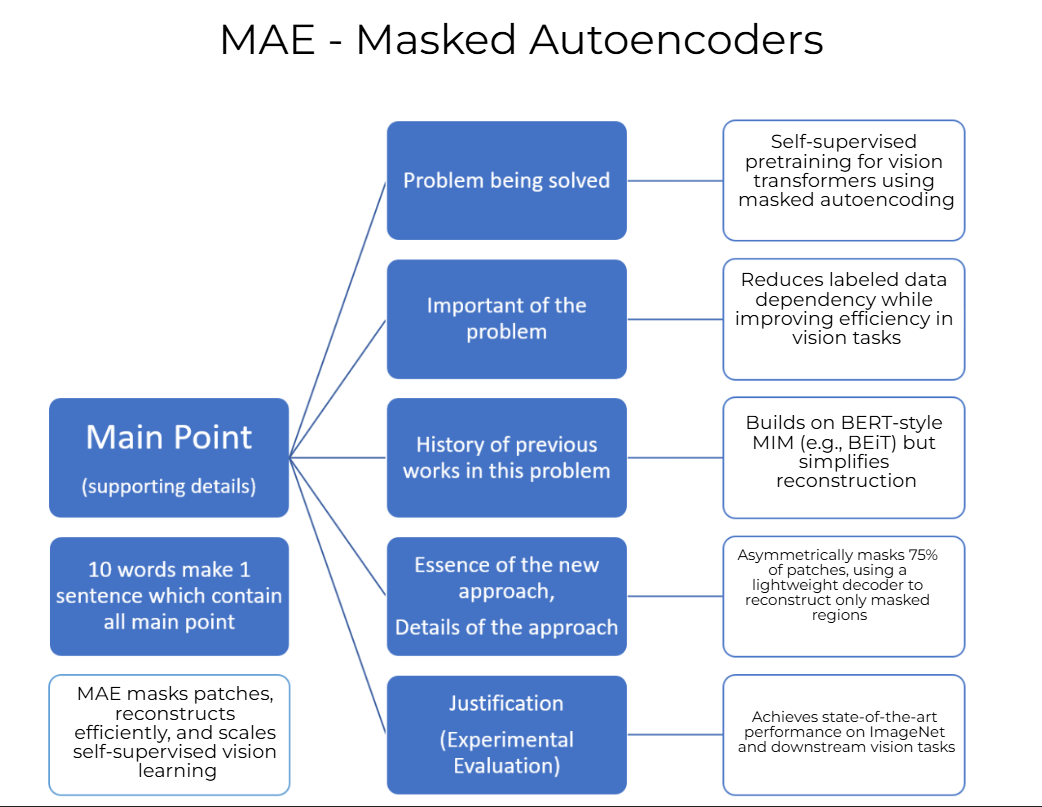 MAE - Masked Autoencoders
Main Point
(supporting details)
10 words make 1
sentence which contain
all main point
MAE masks patches,
reconstructs
efficiently, and scales
self-supervised vision
learning
Problem being solved
Self-supervised
pretraining for vision
transformers using
masked autoencoding
Important of the
problem
Reduces labeled data
dependency while
improving efficiency in
vision tasks
History of previous
works in this problem
Builds on BERT-style
MIM (e.g., BEiT) but
simplifies
reconstruction
Essence of the new
approach,
Details of the approach
Asymmetrically masks 75%
of patches, using a
lightweight decoder to
reconstruct only masked
regions
Justification
(Experimental
Evaluation)
Achieves state-of-the-art
performance on ImageNet
and downstream vision tasks